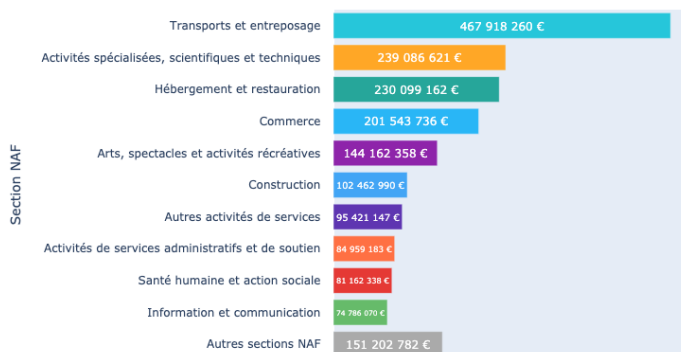 Section NAF
Transports et entreposage 467 918 260 €
Activités spécialisées, scientifiques et techniques 239 086 621 €
Hébergement et restauration 230 099 162 €
Commerce 201 543 736 €
Arts, spectacles et activités récréatives 144 162 358 €
Construction 102 462 990 €
Autres activités de services 95 421 147 €
Activités de services administratifs et de soutien 84 959 183 €
Santé humaine et action sociale 81 162 338 €
Information et communication 74 786 070 €
Autres sections NAF 151 202 782 €